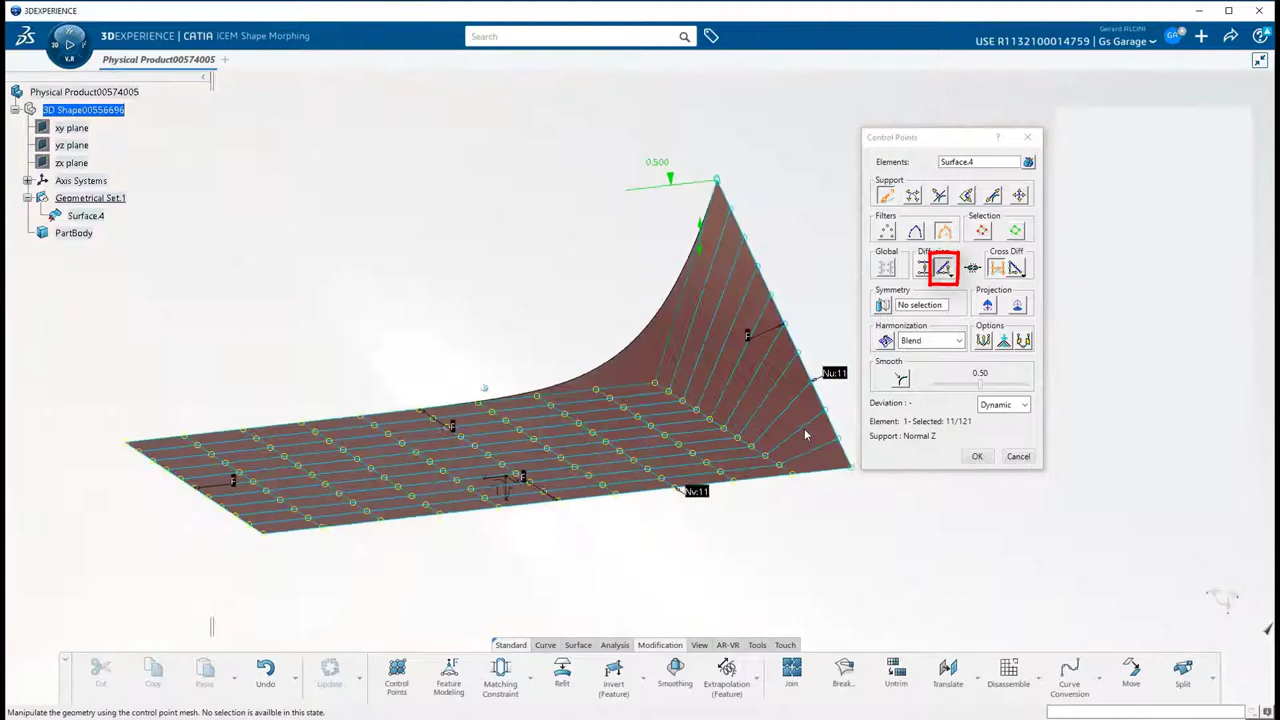 3DEXPERIENCE
3DEXPERIENCE | CATIA ICEM Shape Morphing
3D
V.R
Search
Gerard ALCINI
USE R1132100014759 | Gs Garage
Physical Product00574005
Physical Product00574005
3D Shape00556696
xy plane
yz plane
zx plane
Axis Systems
Geometrical Set.1
Surface.4
PartBody
0.500
F
Nu:11
F
F
F
Nv:11
Control Points
?
Elements:
Surface.4
Support
Filters
Selection
Global
Diffusion
Cross Diff
Symmetry
Projection
No selection
Harmonization
Options
Blend
Smooth
0.50
Deviation : -
Dynamic
Element: 1- Selected: 11/121
Support : Normal Z
OK
Cancel
Standard
Curve
Surface
Analysis
Modification
View
AR-VR
Tools
Touch
Cut
Copy
Paste
Undo
Update
Control Points
Feature Modeling
Matching Constraint
Refit
Invert (Feature)
Smoothing
Extrapolation (Feature)
Join
Break...
Untrim
Translate
Disassemble
Curve Conversion
Move
Split
Manipulate the geometry using the control point mesh. No selection is availble in this state.